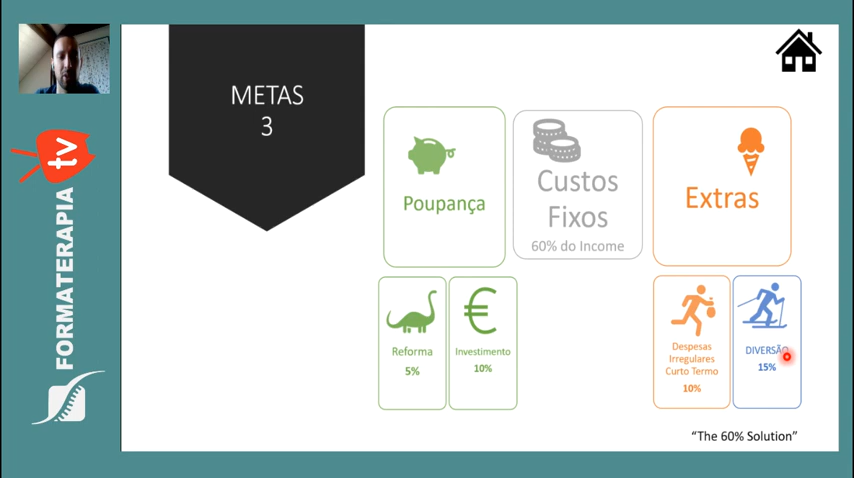 METAS
3
Poupança
Custos
Fixos
60% do Income
Extras
Reforma
5%
Investimento
10%
Despesas
Irregulares
Curto Termo
10%
DIVERSÃO
15%
"The 60% Solution"
FORMATERAPIA
tv